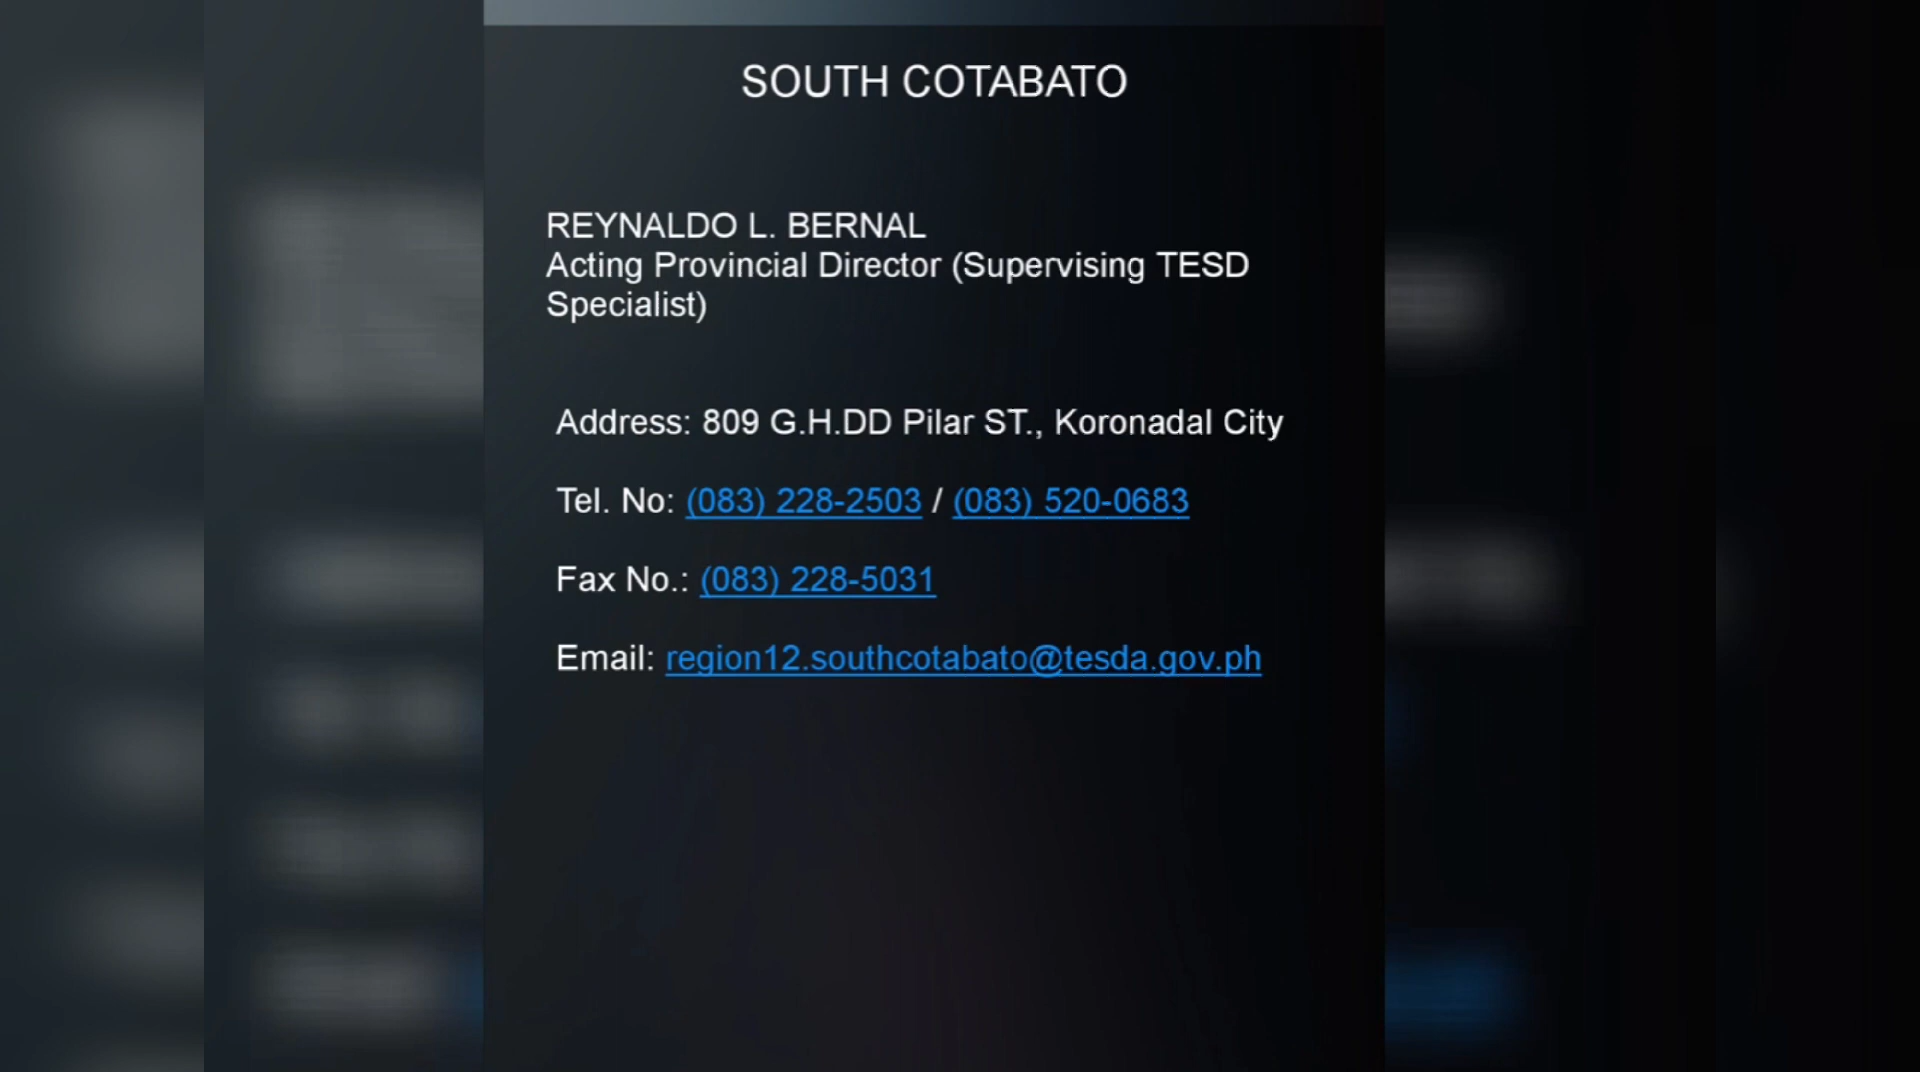 SOUTH COTABATO
REYNALDO L. BERNAL
Acting Provincial Director (Supervising TESD
Specialist)
Address: 809 G.H.DD Pilar ST., Koronadal City
Tel. No: (083) 228-2503 / (083) 520-0683
Fax No.: (083) 228-5031
Email: region12.southcotabato@tesda.gov.ph